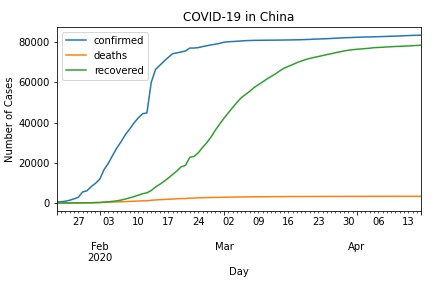 COVID-19 in China
confirmed
deaths
recovered
Number of Cases
80000
60000
40000
20000
0
27 03 10 17 24 02 09 16 23 30 06 13
Feb Mar Apr
2020
Day